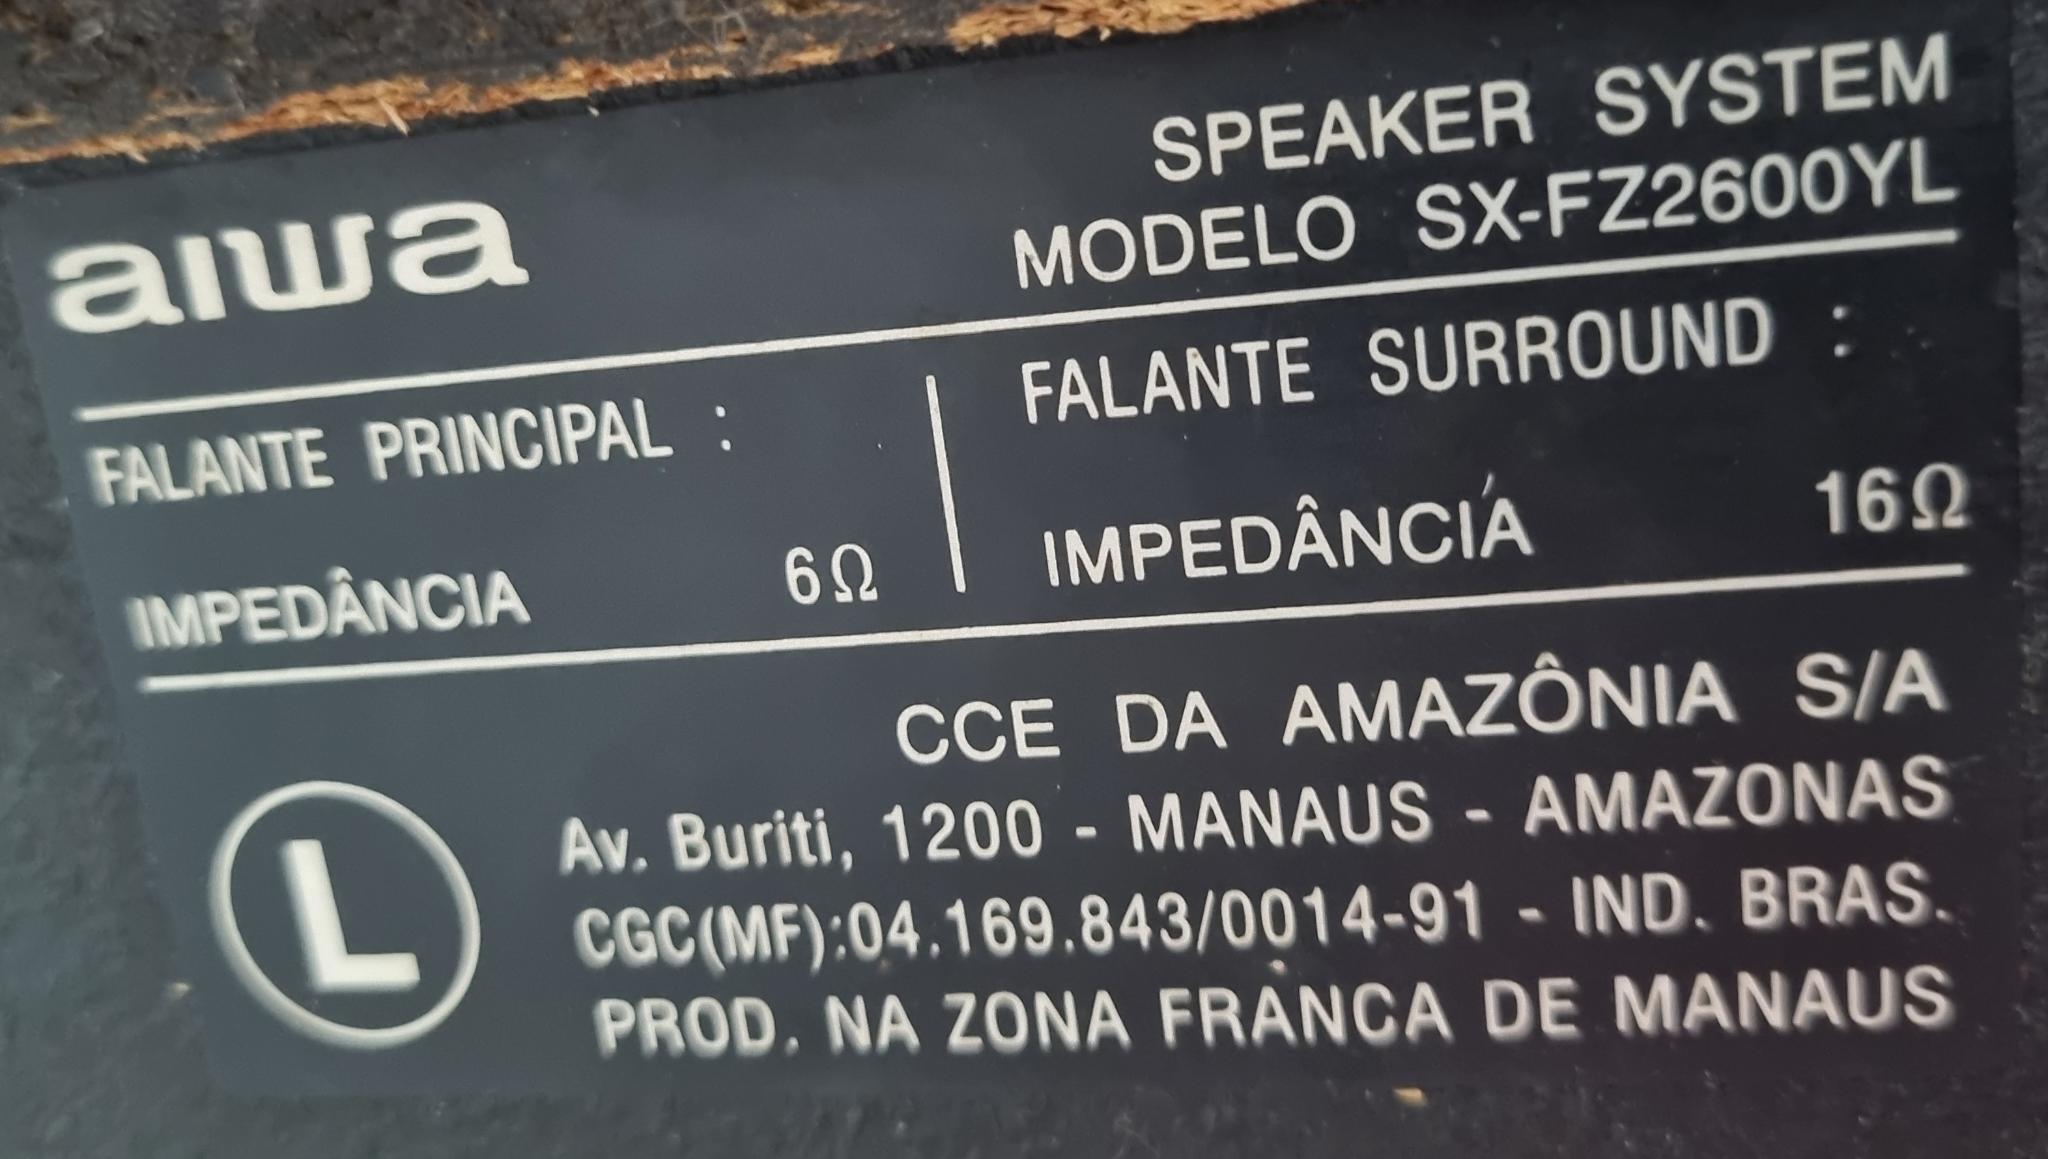 aiwa
SPEAKER SYSTEM
MODELO SX-FZ2600YL
FALANTE PRINCIPAL :
IMPEDÂNCIA 6Ω
FALANTE SURROUND :
IMPEDÂNCIA 16Ω
CCE DA AMAZÔNIA S/A
L
Av. Buriti, 1200 - MANAUS - AMAZONAS
CGC(MF):04.169.843/0014-91 - IND. BRAS.
PROD. NA ZONA FRANCA DE MANAUS